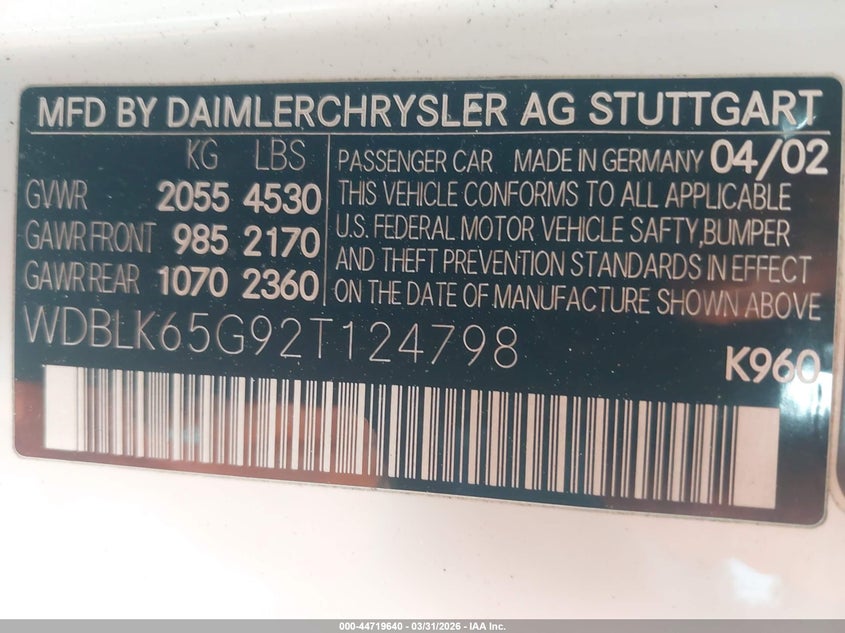 MFD BY DAIMLERCHRYSLER AG STUTTGART
KG LBS
GVWR 2055 4530
GAWR FRONT 985 2170
GAWR REAR 1070 2360
PASSENGER CAR MADE IN GERMANY 04/02
THIS VEHICLE CONFORMS TO ALL APPLICABLE
U.S. FEDERAL MOTOR VEHICLE SAFTY,BUMPER
AND THEFT PREVENTION STANDARDS IN EFFECT
ON THE DATE OF MANUFACTURE SHOWN ABOVE.
WDBLK65G92T124798
K960
000-44719640 - 03/31/2026 - IAA Inc.